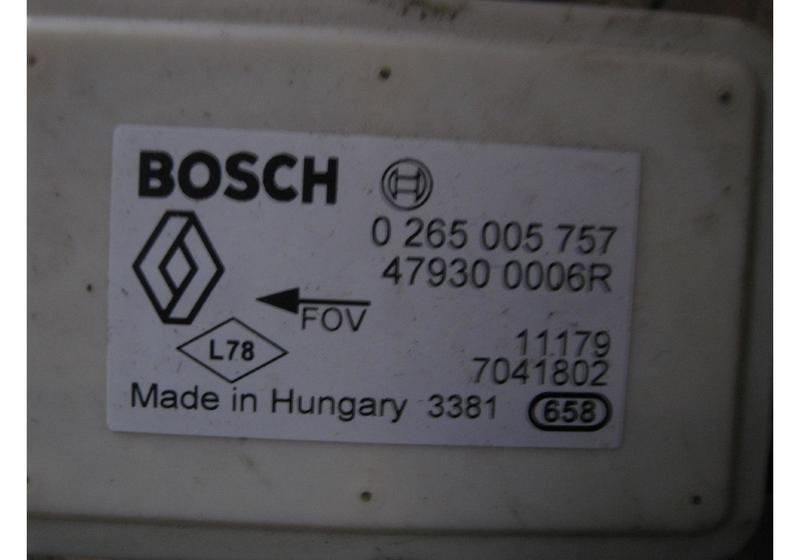 BOSCH
0 265 005 757
47930 0006R
FOV
11179
L78
7041802
Made in Hungary 3381 658